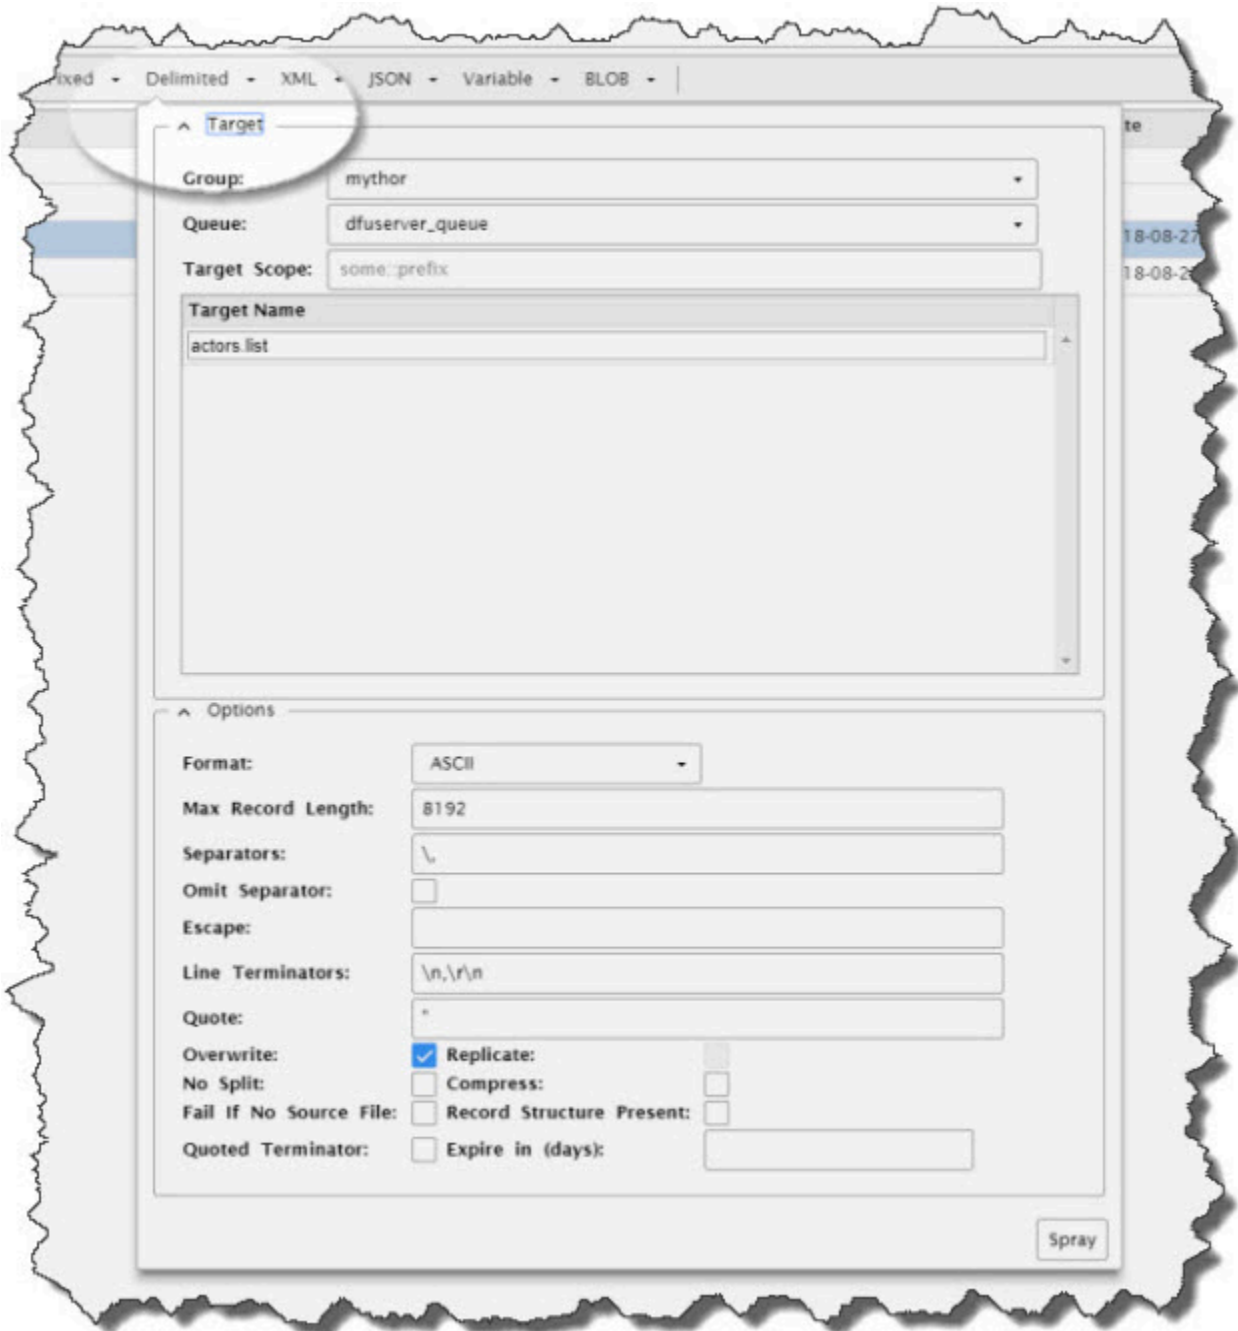 ixed Delimited XML JSON Variable BLOB
Target
te
Group: mythor
Queue: dfuserver_queue
18-08-27
Target Scope: some::prefix
18-08-2
Target Name
actors.list
Options
Format: ASCII
Max Record Length: 8192
Separators: \,
Omit Separator:
Escape:
Line Terminators: \n,\r\n
Quote: "
Overwrite: Replicate:
No Split: Compress:
Fail If No Source File: Record Structure Present:
Quoted Terminator: Expire in (days):
Spray